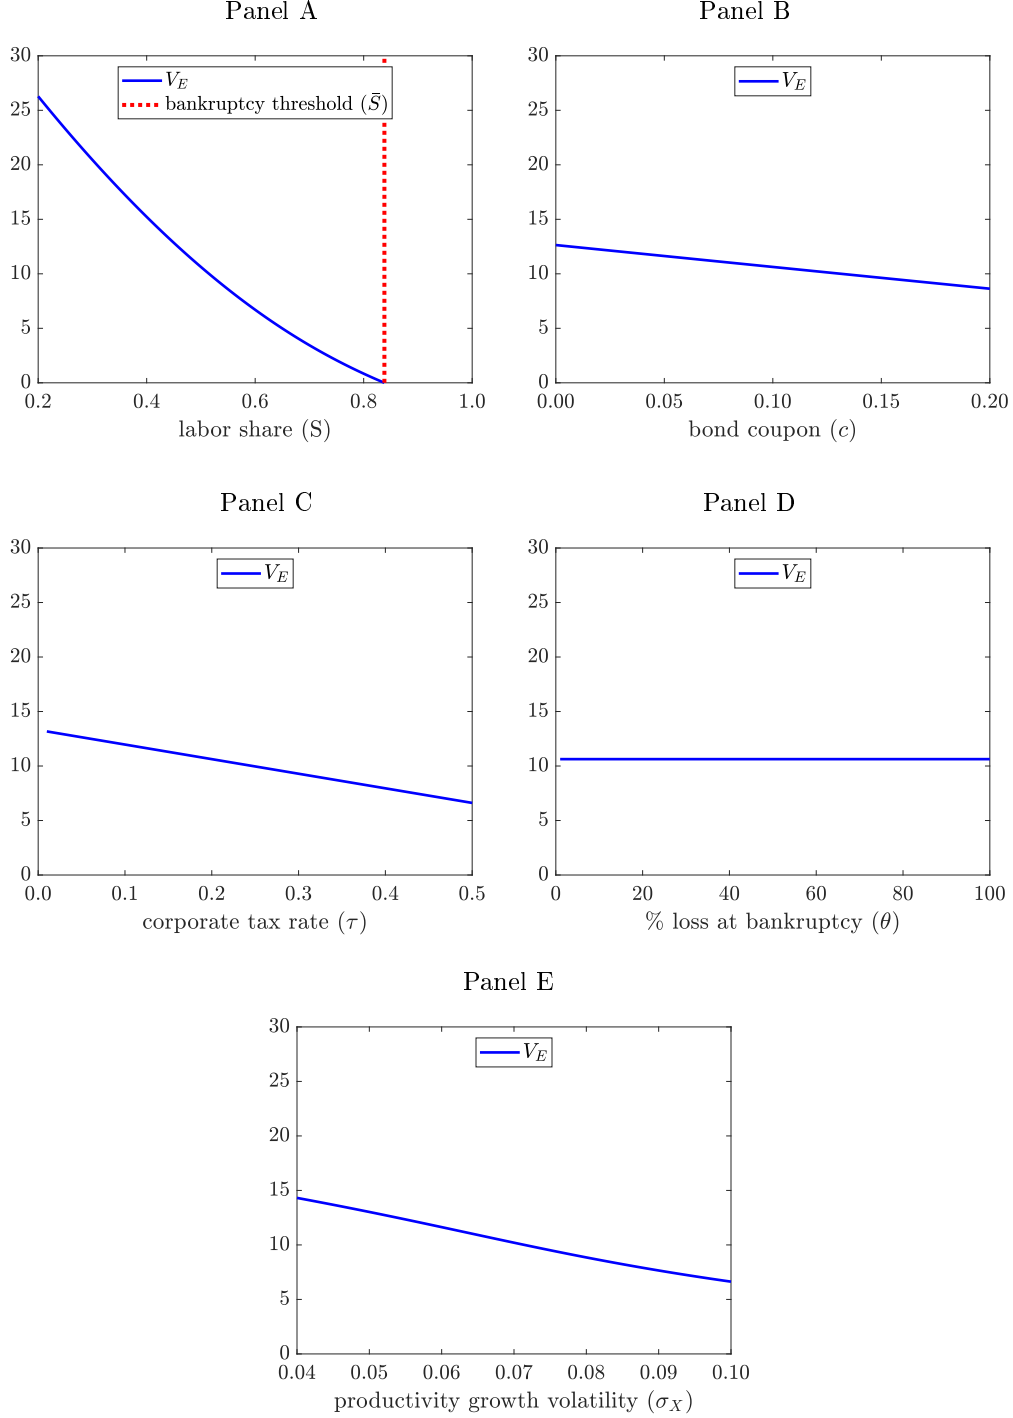 Panel A
30
25
20
15
10
5
0
V_E
bankruptcy threshold (S̄)
0.2 0.4 0.6 0.8 1.0
labor share (S)
Panel B
30
25
20
15
10
5
0
V_E
0.00 0.05 0.10 0.15 0.20
bond coupon (c)
Panel C
30
25
20
15
10
5
0
V_E
0.0 0.1 0.2 0.3 0.4 0.5
corporate tax rate (τ)
Panel D
30
25
20
15
10
5
0
V_E
0 20 40 60 80 100
% loss at bankruptcy (θ)
Panel E
30
25
20
15
10
5
0
V_E
0.04 0.05 0.06 0.07 0.08 0.09 0.10
productivity growth volatility (σ_X)